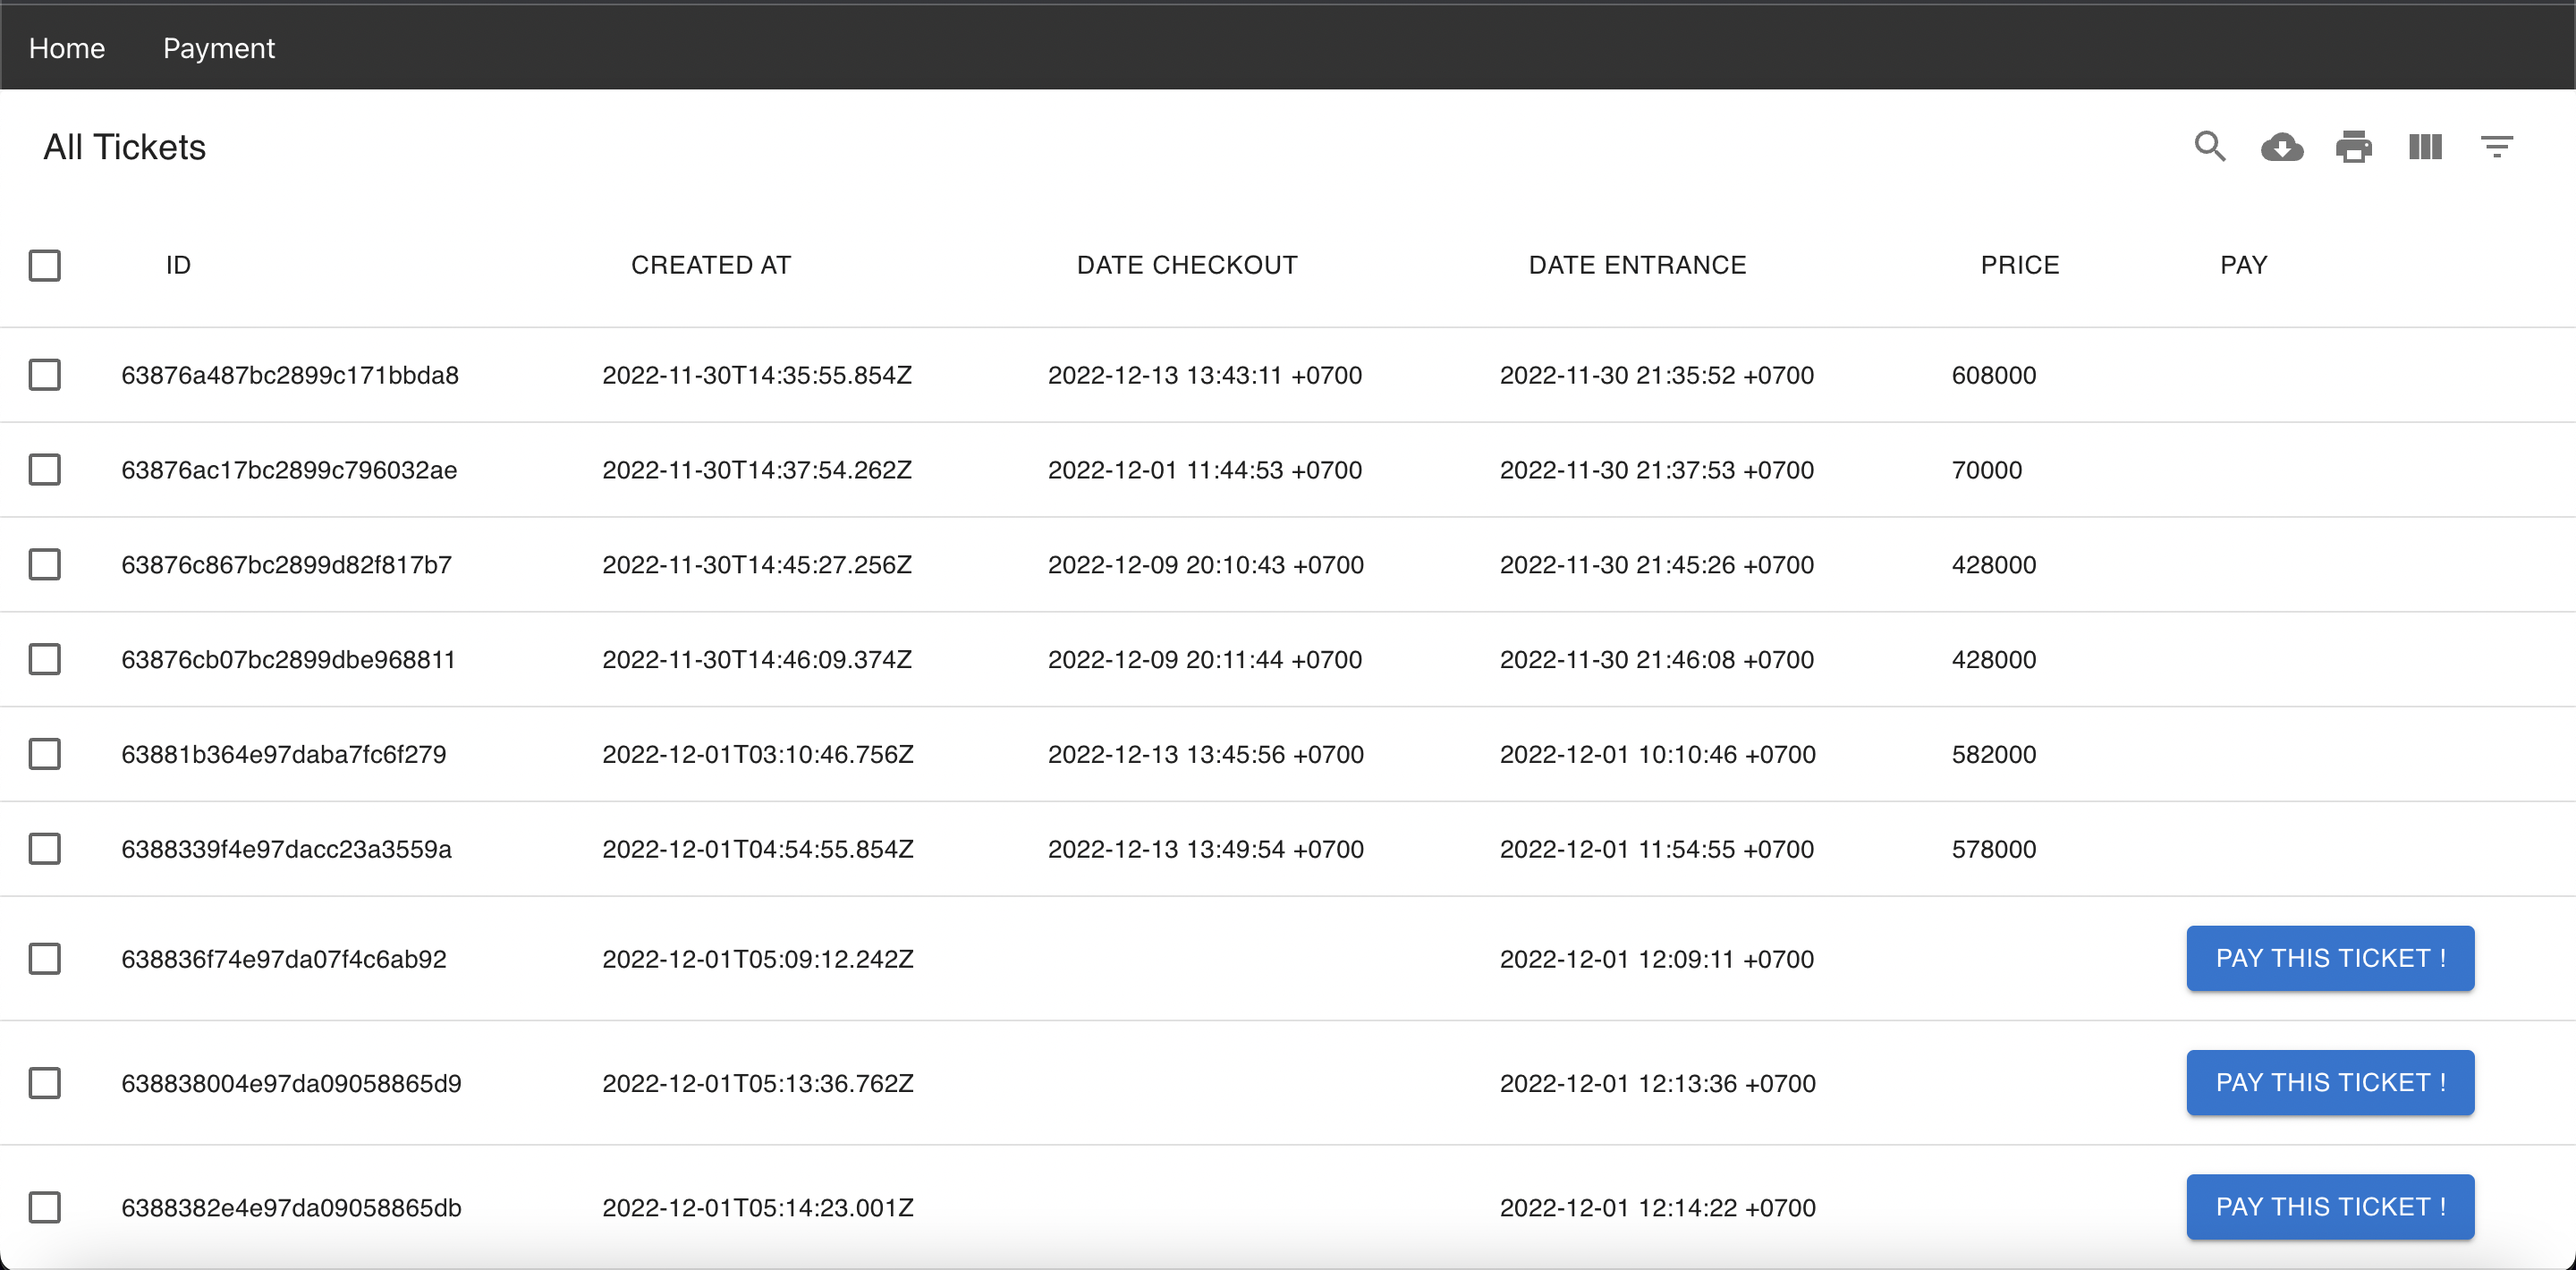 Home Payment
All Tickets
ID CREATED AT DATE CHECKOUT DATE ENTRANCE PRICE PAY
63876a487bc2899c171bbda8 2022-11-30T14:35:55.854Z 2022-12-13 13:43:11 +0700 2022-11-30 21:35:52 +0700 608000
63876ac17bc2899c796032ae 2022-11-30T14:37:54.262Z 2022-12-01 11:44:53 +0700 2022-11-30 21:37:53 +0700 70000
63876c867bc2899d82f817b7 2022-11-30T14:45:27.256Z 2022-12-09 20:10:43 +0700 2022-11-30 21:45:26 +0700 428000
63876cb07bc2899dbe968811 2022-11-30T14:46:09.374Z 2022-12-09 20:11:44 +0700 2022-11-30 21:46:08 +0700 428000
63881b364e97daba7fc6f279 2022-12-01T03:10:46.756Z 2022-12-13 13:45:56 +0700 2022-12-01 10:10:46 +0700 582000
6388339f4e97dacc23a3559a 2022-12-01T04:54:55.854Z 2022-12-13 13:49:54 +0700 2022-12-01 11:54:55 +0700 578000
638836f74e97da07f4c6ab92 2022-12-01T05:09:12.242Z 2022-12-01 12:09:11 +0700 PAY THIS TICKET !
638838004e97da09058865d9 2022-12-01T05:13:36.762Z 2022-12-01 12:13:36 +0700 PAY THIS TICKET !
6388382e4e97da09058865db 2022-12-01T05:14:23.001Z 2022-12-01 12:14:22 +0700 PAY THIS TICKET !